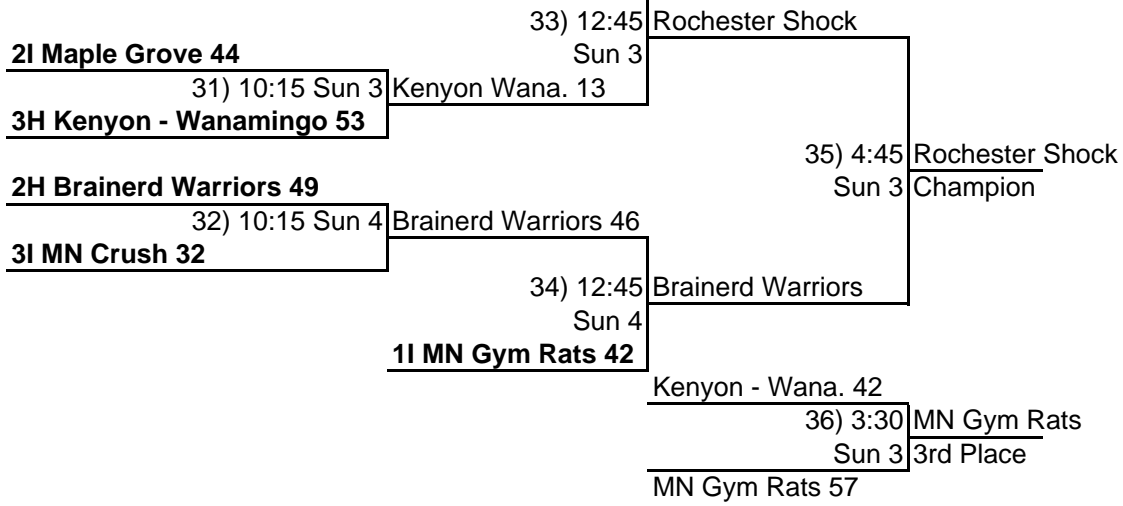 33) 12:45 Rochester Shock
2I Maple Grove 44 Sun 3
31) 10:15 Sun 3 Kenyon Wana. 13
3H Kenyon - Wanamingo 53
35) 4:45 Rochester Shock
2H Brainerd Warriors 49 Sun 3 Champion
32) 10:15 Sun 4 Brainerd Warriors 46
3I MN Crush 32
34) 12:45 Brainerd Warriors
Sun 4
1I MN Gym Rats 42
Kenyon - Wana. 42
36) 3:30 MN Gym Rats
Sun 3 3rd Place
MN Gym Rats 57